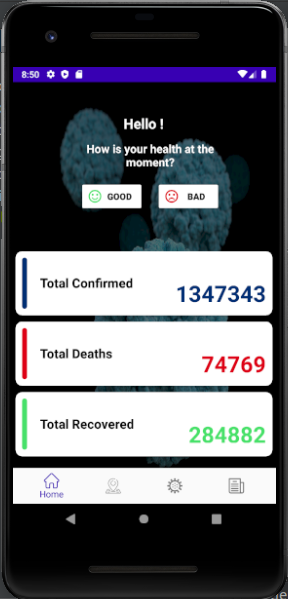 8:50
Hello !
How is your health at the
moment?
GOOD
BAD
Total Confirmed
1347343
Total Deaths
74769
Total Recovered
284882
Home